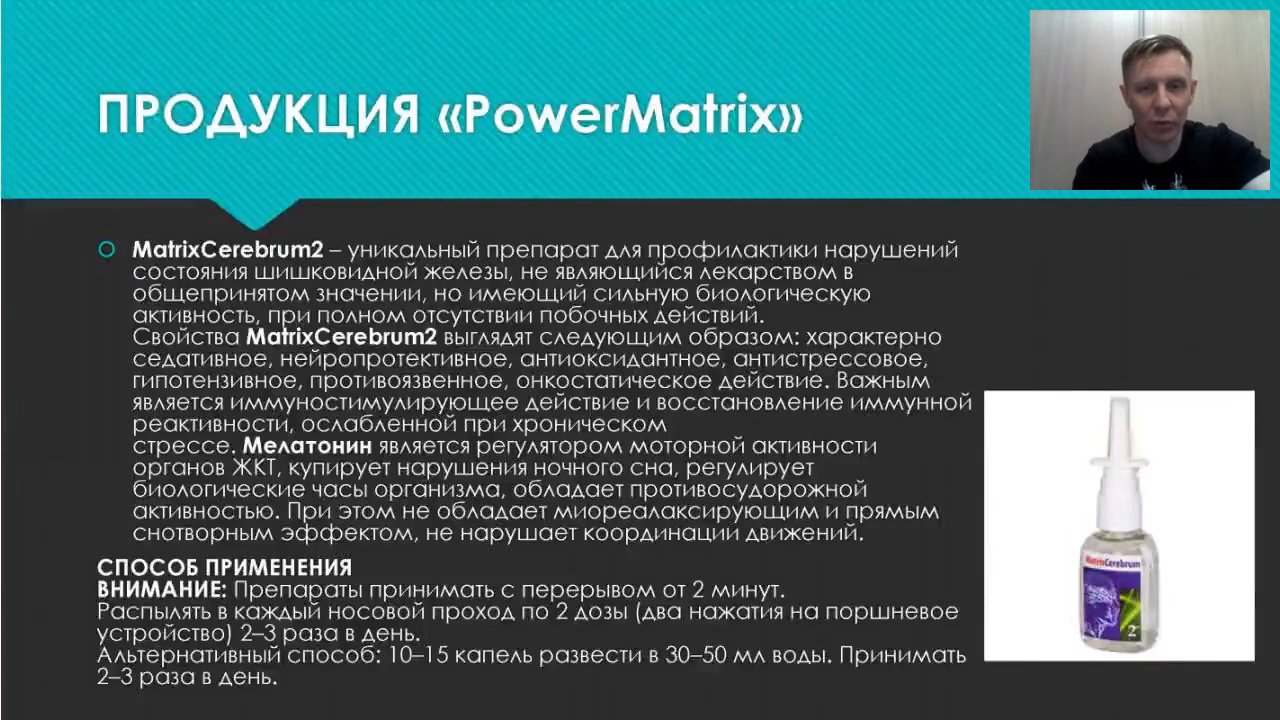 ПРОДУКЦИЯ «PowerMatrix»
MatrixCerebrum2 – уникальный препарат для профилактики нарушений
состояния шишковидной железы, не являющийся лекарством в
общепринятом значении, но имеющий сильную биологическую
активность, при полном отсутствии побочных действий.
Свойства MatrixCerebrum2 выглядят следующим образом: характерно
седативное, нейропротективное, антиоксидантное, антистрессовое,
гипотензивное, противоязвенное, онкостатическое действие. Важным
является иммуностимулирующее действие и восстановление иммунной
реактивности, ослабленной при хроническом
стрессе. Мелатонин является регулятором моторной активности
органов ЖКТ, купирует нарушения ночного сна, регулирует
биологические часы организма, обладает противосудорожной
активностью. При этом не обладает миореалаксирующим и прямым
снотворным эффектом, не нарушает координации движений.
СПОСОБ ПРИМЕНЕНИЯ
ВНИМАНИЕ: Препараты принимать с перерывом от 2 минут.
Распылять в каждый носовой проход по 2 дозы (два нажатия на поршневое
устройство) 2–3 раза в день.
Альтернативный способ: 10–15 капель развести в 30–50 мл воды. Принимать
2–3 раза в день.
MatrixCerebrum
2